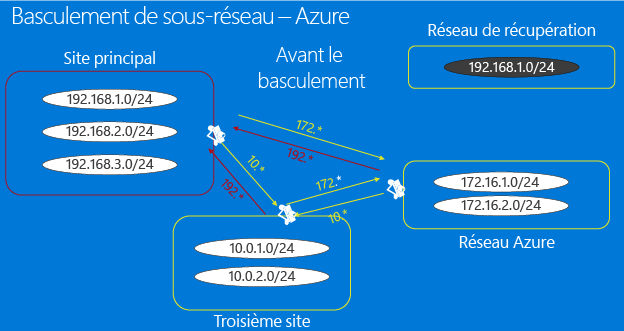 Basculement de sous-réseau – Azure
Réseau de récupération
Site principal
Avant le
basculement
192.168.1.0/24
192.168.1.0/24
192.168.2.0/24
192.168.3.0/24
172.*
192.*
10.*
192.*
172.*
10.*
172.16.1.0/24
172.16.2.0/24
Réseau Azure
10.0.1.0/24
10.0.2.0/24
Troisième site